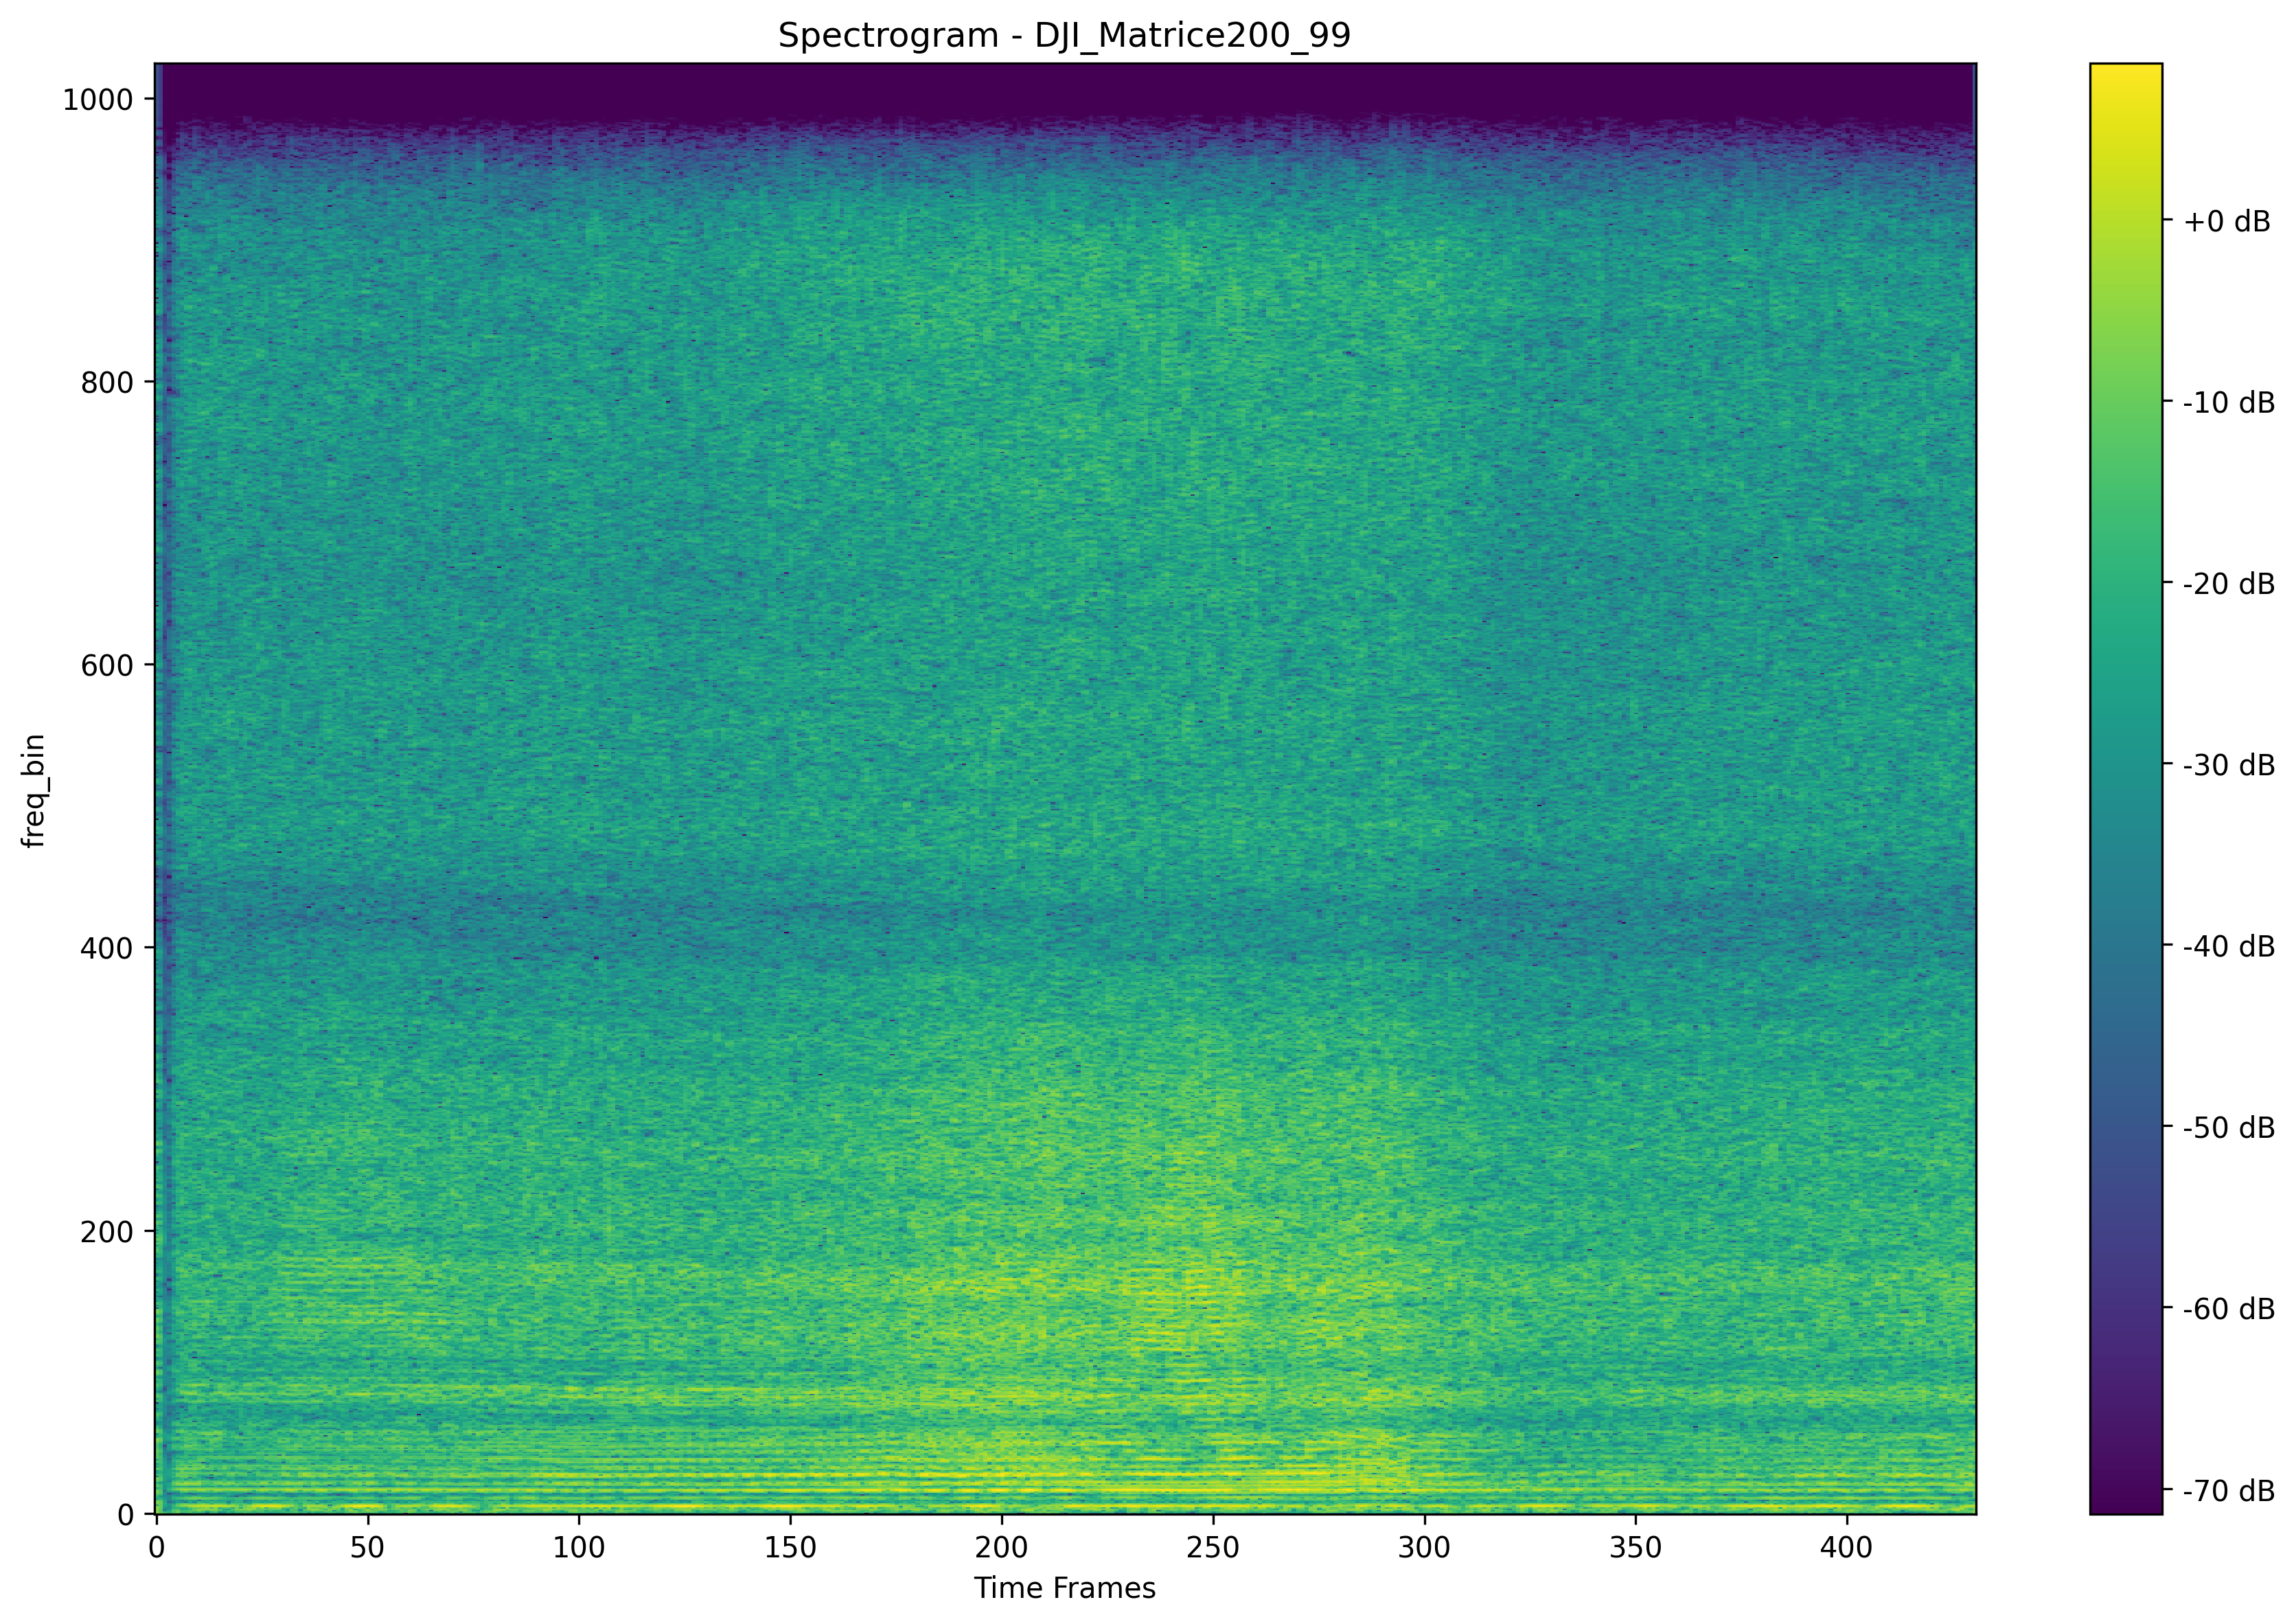 Spectrogram - DJI_Matrice200_99
1000
800
600
400
200
0
freq_bin
0 50 100 150 200 250 300 350 400
Time Frames
+0 dB
-10 dB
-20 dB
-30 dB
-40 dB
-50 dB
-60 dB
-70 dB